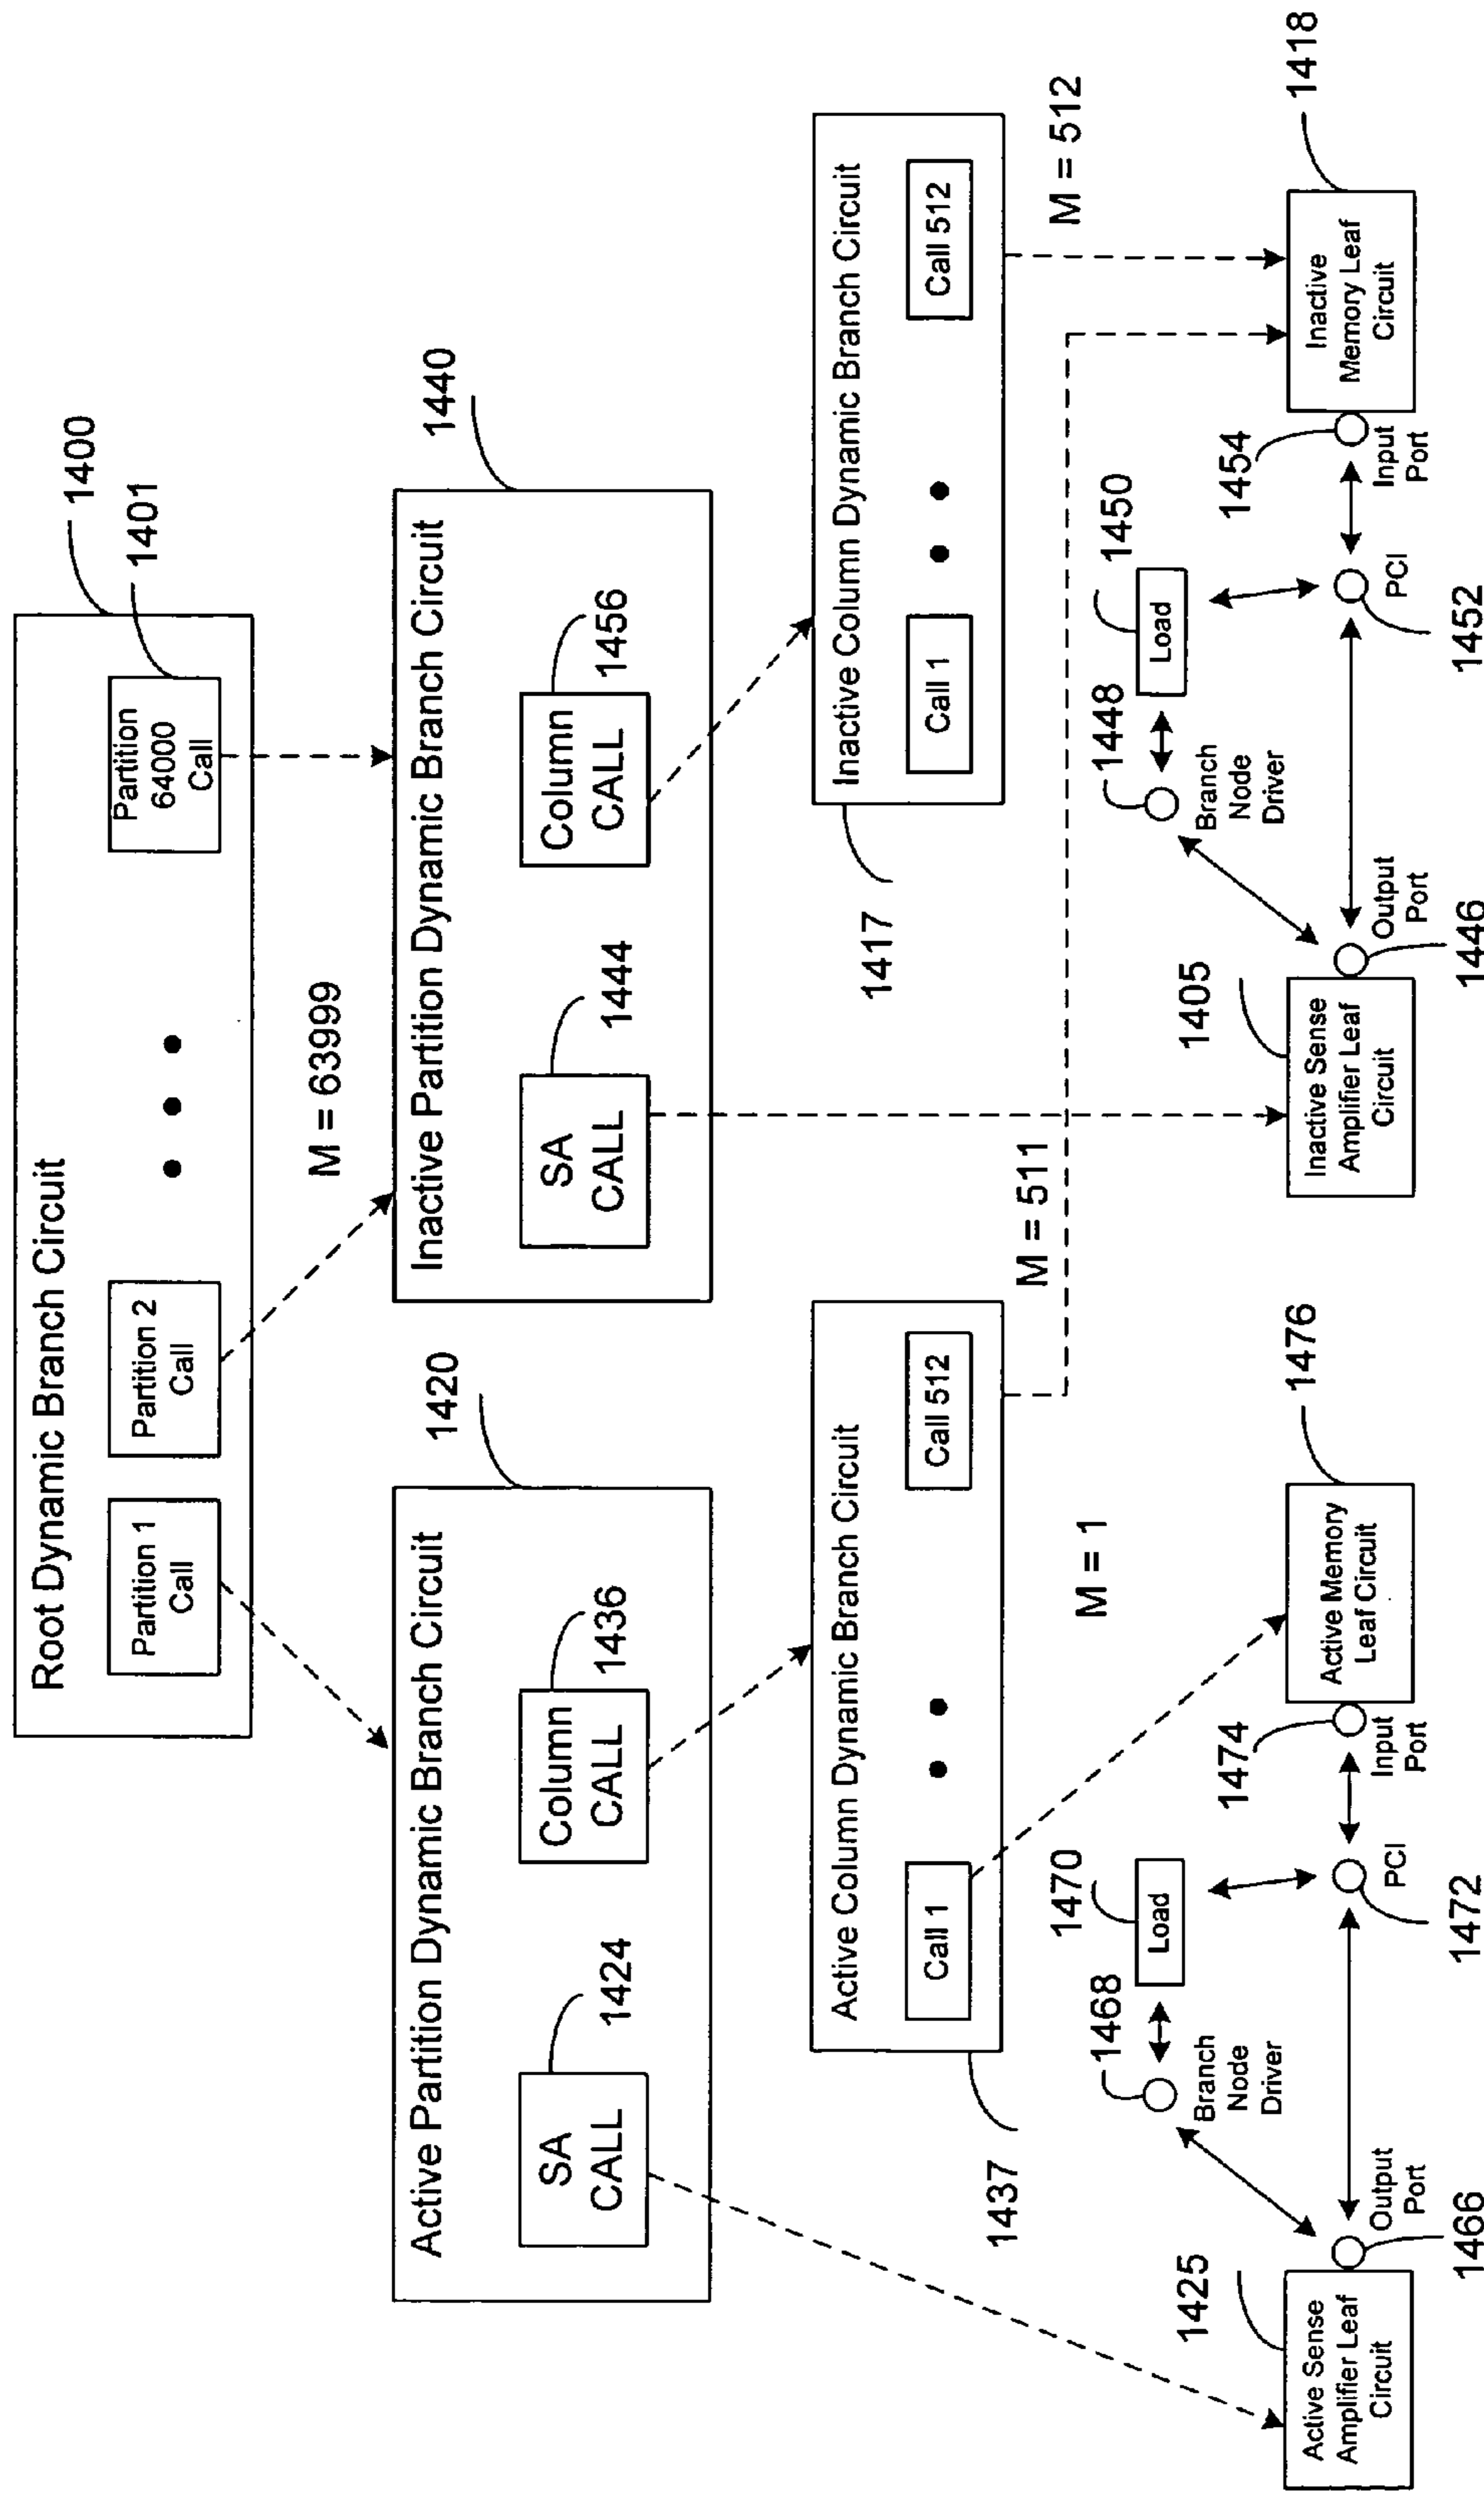 Root Dynamic Branch Circuit
1400
1401
Partition 1
Call
Partition 2
Call
Partition
64000
Call
M = 63999
1420
1440
Active Partition Dynamic Branch Circuit
SA
CALL
1424
Column
CALL
1436
Inactive Partition Dynamic Branch Circuit
SA
CALL
1444
Column
CALL
1456
Active Column Dynamic Branch Circuit
Call 1
Call 512
1437
Inactive Column Dynamic Branch Circuit
Call 1
Call 512
1417
M = 1
M = 511
M = 512
1425
Active Sense
Amplifier Leaf
Circuit
Output
Port
1466
1468
Branch
Node
Driver
1470
Load
PCI
1472
1474
Input
Port
Active Memory
Leaf Circuit
1476
1405
Inactive Sense
Amplifier Leaf
Circuit
Output
Port
1446
1448
Branch
Node
Driver
1450
Load
PCI
1452
1454
Input
Port
Inactive
Memory Leaf
Circuit
1418